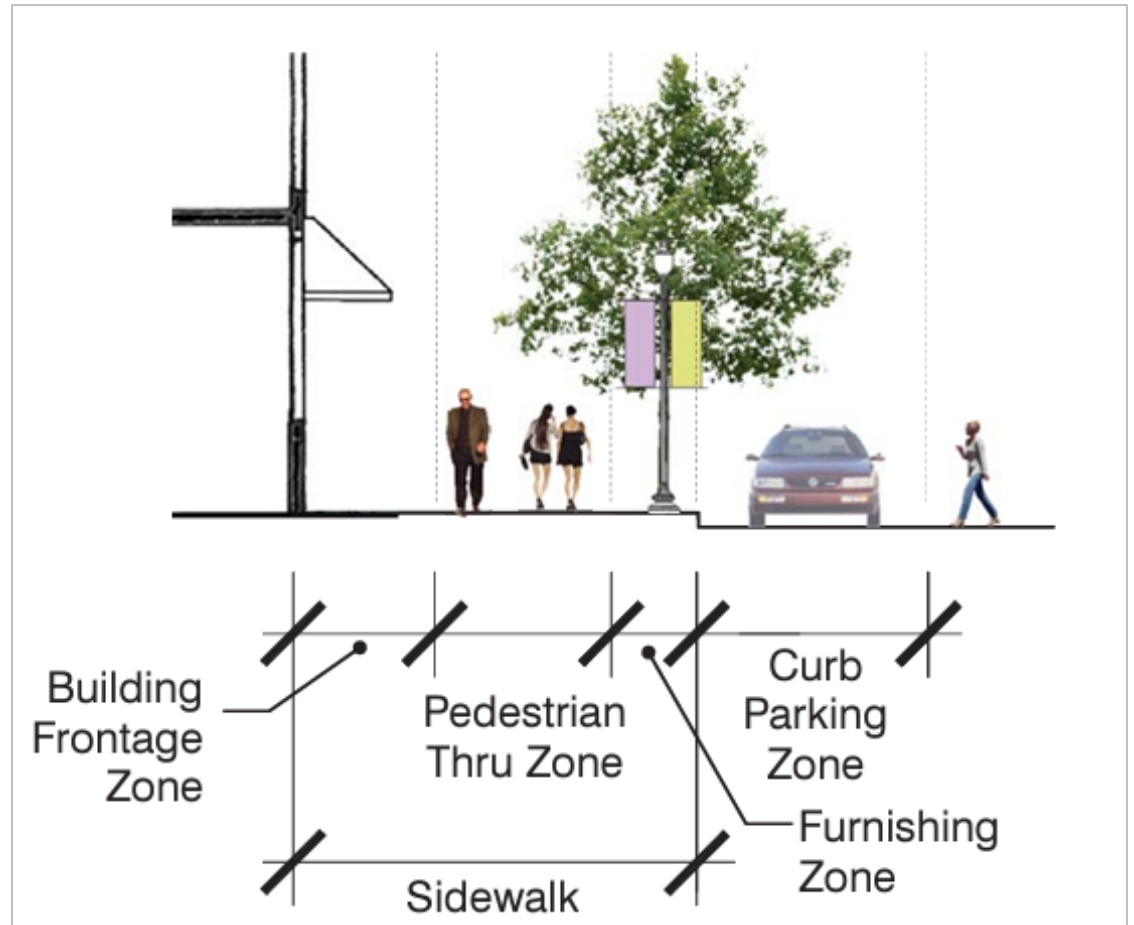 Building
Frontage
Zone
Pedestrian
Thru Zone
Curb
Parking
Zone
Furnishing
Zone
Sidewalk